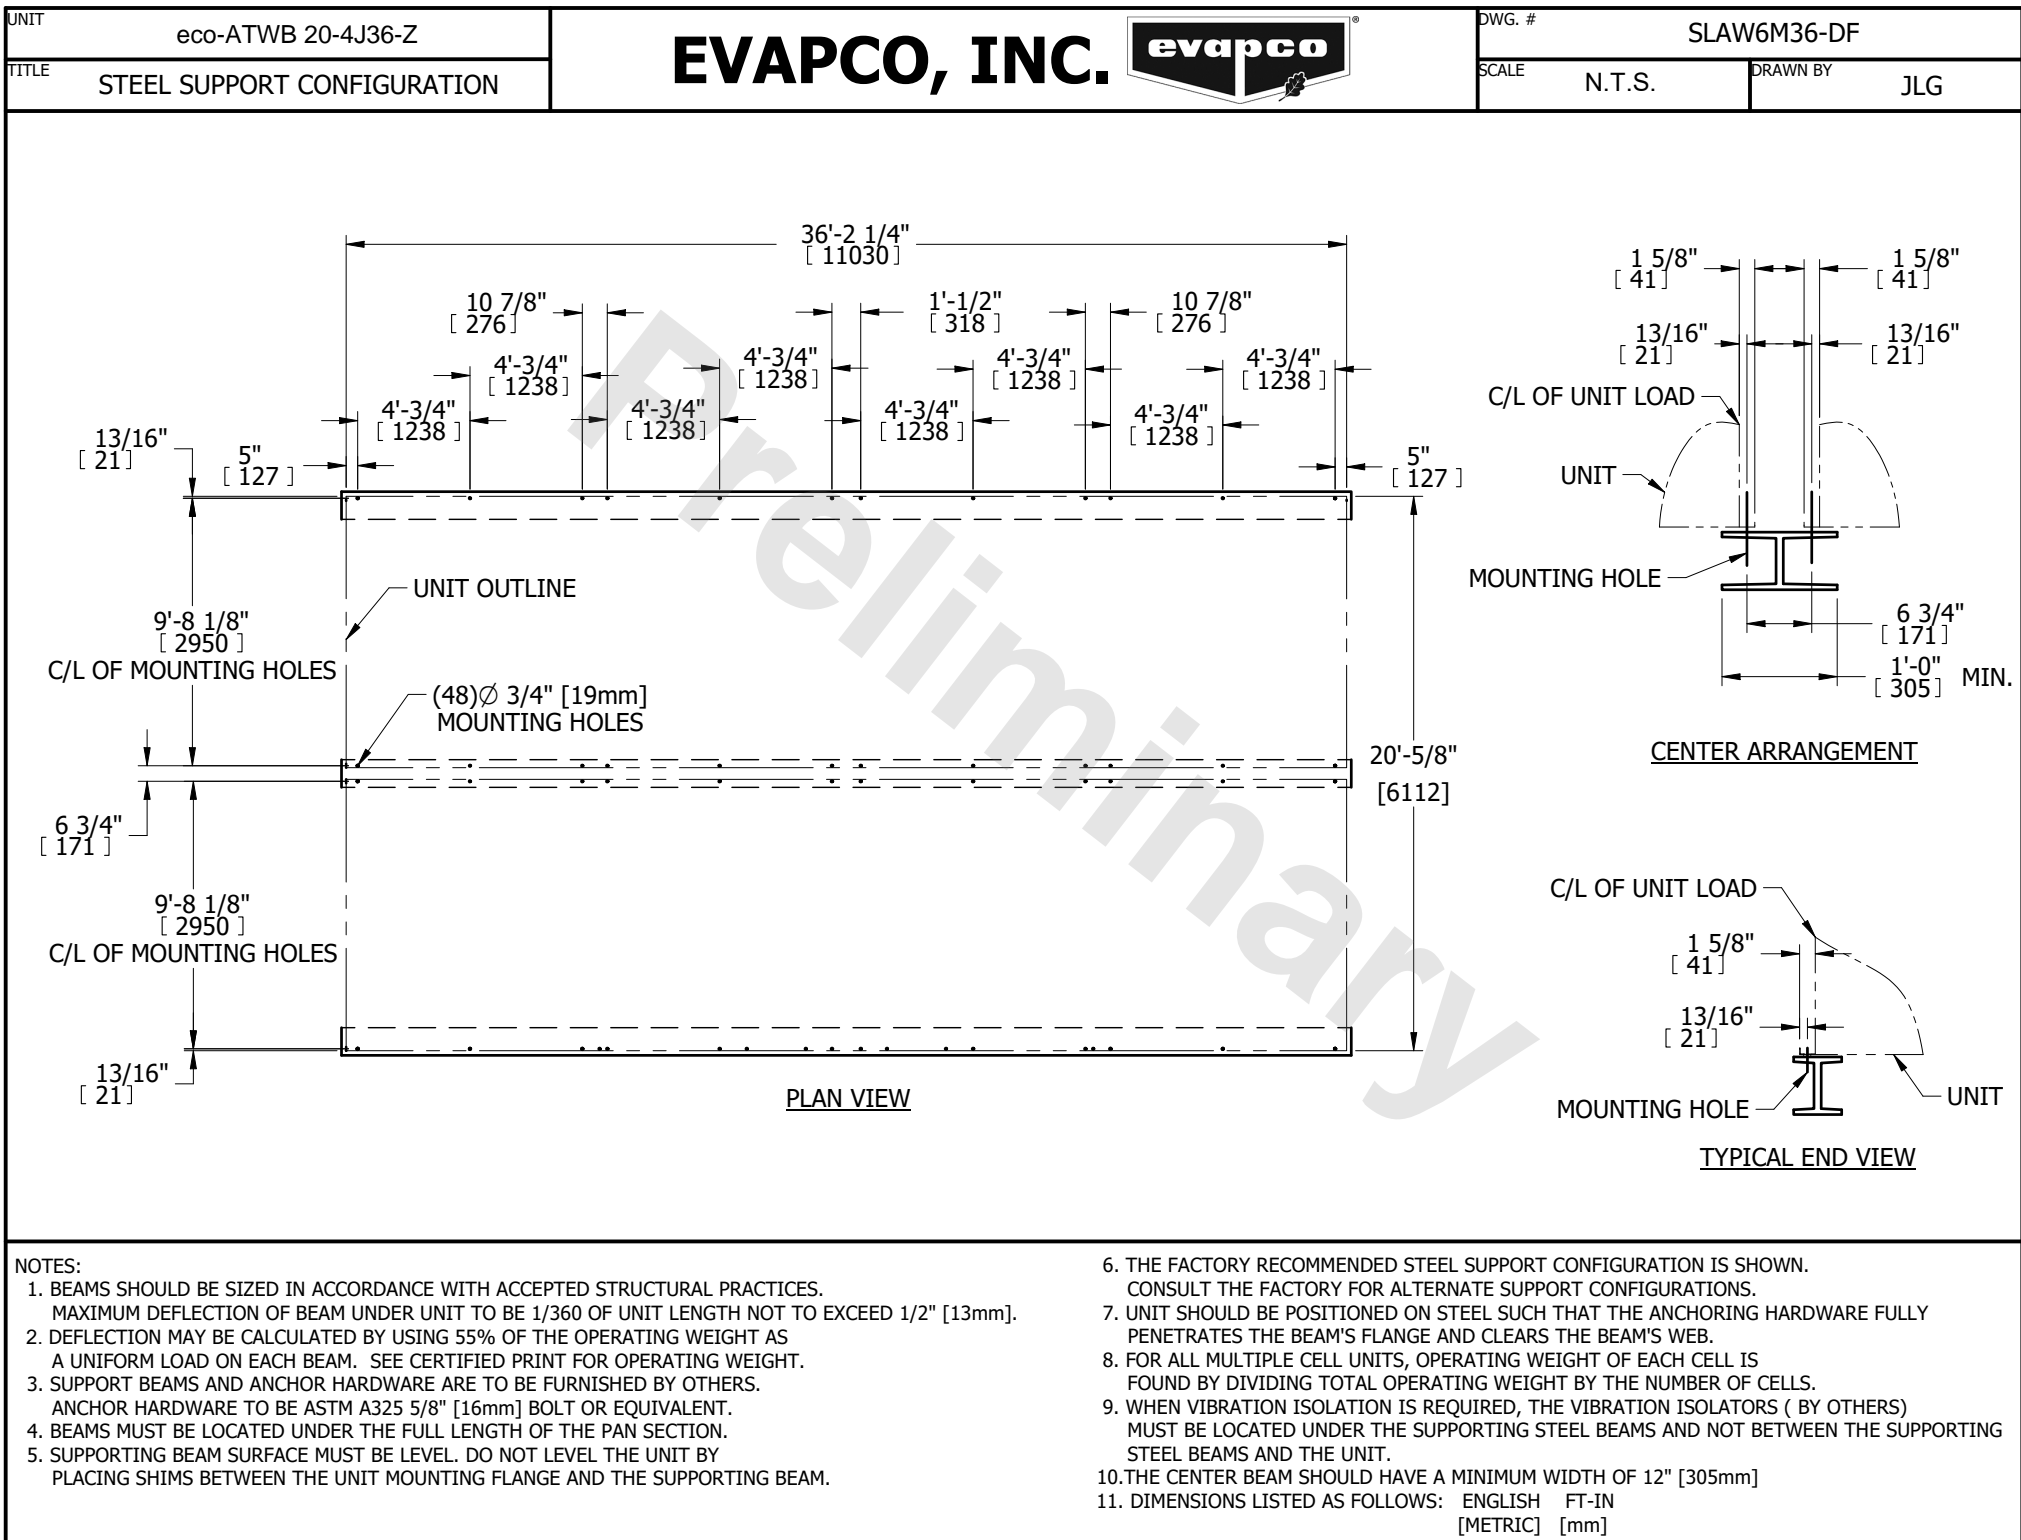 UNIT
eco-ATWB 20-4J36-Z
TITLE
STEEL SUPPORT CONFIGURATION
EVAPCO, INC.
evapco
®
DWG. #
SLAW6M36-DF
SCALE
N.T.S.
DRAWN BY
JLG
36'-2 1/4"
[ 11030 ]
10 7/8"
[ 276 ]
1'-1/2"
[ 318 ]
10 7/8"
[ 276 ]
4'-3/4"
[ 1238 ]
4'-3/4"
[ 1238 ]
4'-3/4"
[ 1238 ]
4'-3/4"
[ 1238 ]
4'-3/4"
[ 1238 ]
4'-3/4"
[ 1238 ]
4'-3/4"
[ 1238 ]
4'-3/4"
[ 1238 ]
13/16"
[ 21 ]
5"
[ 127 ]
5"
[ 127 ]
UNIT OUTLINE
9'-8 1/8"
[ 2950 ]
C/L OF MOUNTING HOLES
(48)Ø 3/4" [19mm]
MOUNTING HOLES
6 3/4"
[ 171 ]
20'-5/8"
[6112]
9'-8 1/8"
[ 2950 ]
C/L OF MOUNTING HOLES
13/16"
[ 21 ]
PLAN VIEW
Preliminary
1 5/8"
[ 41 ]
1 5/8"
[ 41 ]
13/16"
[ 21 ]
13/16"
[ 21 ]
C/L OF UNIT LOAD
UNIT
MOUNTING HOLE
6 3/4"
[ 171 ]
1'-0"
[ 305 ] MIN.
CENTER ARRANGEMENT
C/L OF UNIT LOAD
1 5/8"
[ 41 ]
13/16"
[ 21 ]
MOUNTING HOLE
UNIT
TYPICAL END VIEW
NOTES:
1. BEAMS SHOULD BE SIZED IN ACCORDANCE WITH ACCEPTED STRUCTURAL PRACTICES.
MAXIMUM DEFLECTION OF BEAM UNDER UNIT TO BE 1/360 OF UNIT LENGTH NOT TO EXCEED 1/2" [13mm].
2. DEFLECTION MAY BE CALCULATED BY USING 55% OF THE OPERATING WEIGHT AS
A UNIFORM LOAD ON EACH BEAM. SEE CERTIFIED PRINT FOR OPERATING WEIGHT.
3. SUPPORT BEAMS AND ANCHOR HARDWARE ARE TO BE FURNISHED BY OTHERS.
ANCHOR HARDWARE TO BE ASTM A325 5/8" [16mm] BOLT OR EQUIVALENT.
4. BEAMS MUST BE LOCATED UNDER THE FULL LENGTH OF THE PAN SECTION.
5. SUPPORTING BEAM SURFACE MUST BE LEVEL. DO NOT LEVEL THE UNIT BY
PLACING SHIMS BETWEEN THE UNIT MOUNTING FLANGE AND THE SUPPORTING BEAM.
6. THE FACTORY RECOMMENDED STEEL SUPPORT CONFIGURATION IS SHOWN.
CONSULT THE FACTORY FOR ALTERNATE SUPPORT CONFIGURATIONS.
7. UNIT SHOULD BE POSITIONED ON STEEL SUCH THAT THE ANCHORING HARDWARE FULLY
PENETRATES THE BEAM'S FLANGE AND CLEARS THE BEAM'S WEB.
8. FOR ALL MULTIPLE CELL UNITS, OPERATING WEIGHT OF EACH CELL IS
FOUND BY DIVIDING TOTAL OPERATING WEIGHT BY THE NUMBER OF CELLS.
9. WHEN VIBRATION ISOLATION IS REQUIRED, THE VIBRATION ISOLATORS ( BY OTHERS)
MUST BE LOCATED UNDER THE SUPPORTING STEEL BEAMS AND NOT BETWEEN THE SUPPORTING
STEEL BEAMS AND THE UNIT.
10.THE CENTER BEAM SHOULD HAVE A MINIMUM WIDTH OF 12" [305mm]
11. DIMENSIONS LISTED AS FOLLOWS: ENGLISH FT-IN
[METRIC] [mm]